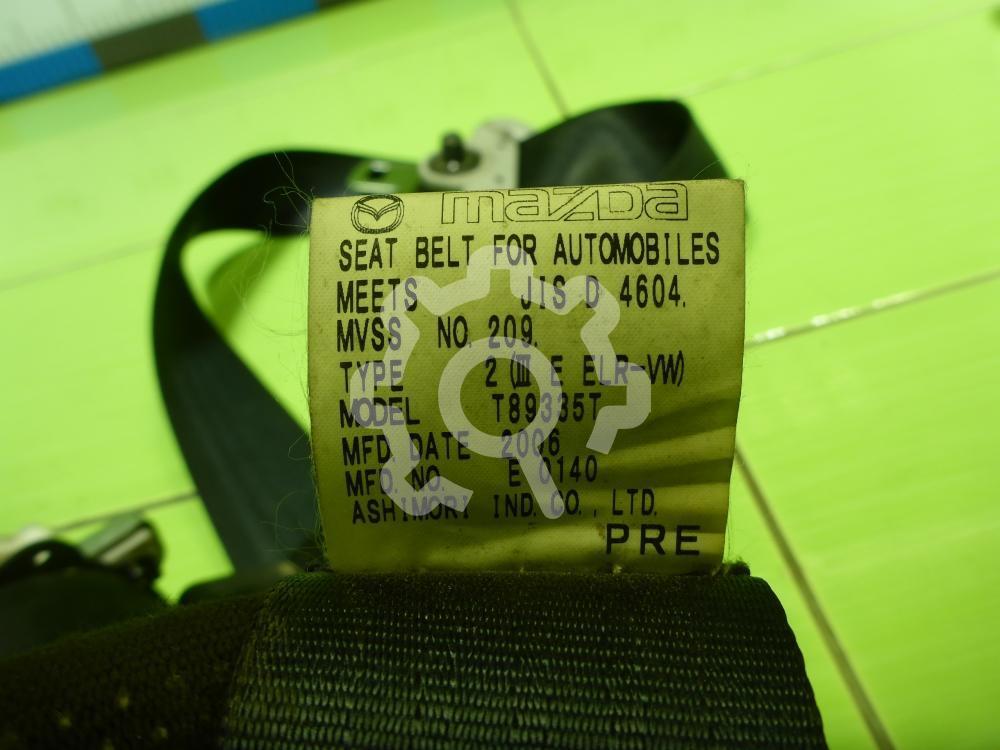 mazda
SEAT BELT FOR AUTOMOBILES
MEETS JIS D 4604.
MVSS NO. 209.
TYPE 2 (III E ELR-VW)
MODEL T89335T
MFD. DATE 2006
MFD. NO. E 0140
ASHIMORI IND. CO., LTD.
PRE